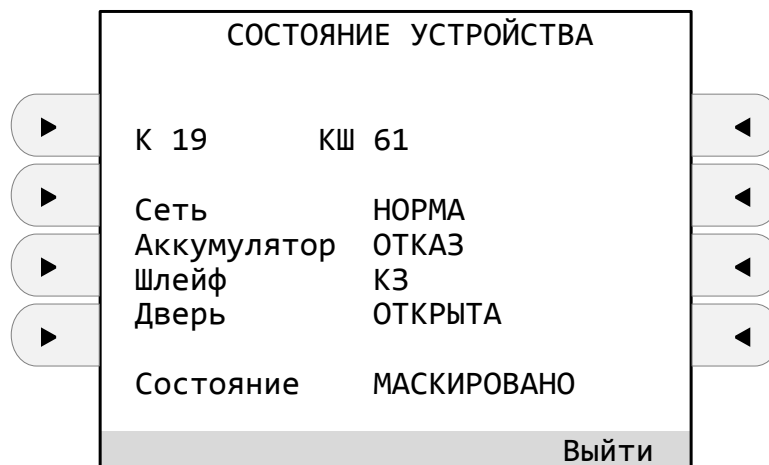 СОСТОЯНИЕ УСТРОЙСТВА
К 19 КШ 61
Сеть НОРМА
Аккумулятор ОТКАЗ
Шлейф КЗ
Дверь ОТКРЫТА
Состояние МАСКИРОВАНО
Выйти